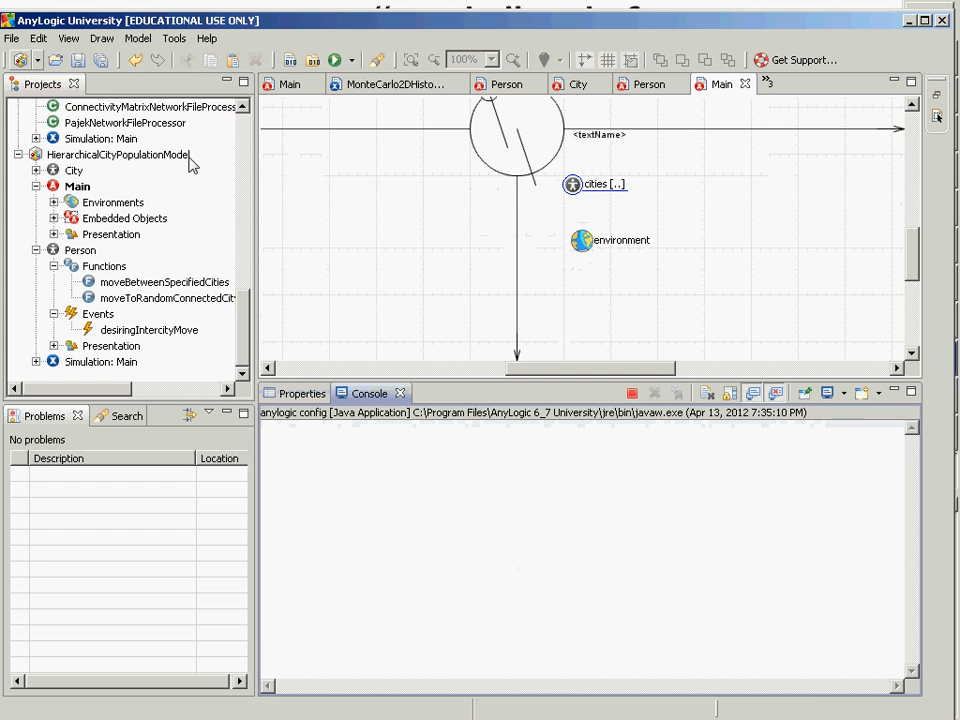 AnyLogic University [EDUCATIONAL USE ONLY]
File Edit View Draw Model Tools Help
100% Get Support...
Projects
Main MonteCarlo2DHisto... Person City Person Main 3
ConnectivityMatrixNetworkFileProcess
PajekNetworkFileProcessor
Simulation: Main
HierarchicalCityPopulationModel
City
Main
Environments
Embedded Objects
Presentation
Person
Functions
moveBetweenSpecifiedCities
moveToRandomConnectedCit
Events
desiringIntercityMove
Presentation
Simulation: Main
<textName>
cities [..]
environment
Problems Search
No problems
Description Location
Properties Console
anylogic config [Java Application] C:\Program Files\AnyLogic 6_7 University\jre\bin\javaw.exe (Apr 13, 2012 7:35:10 PM)